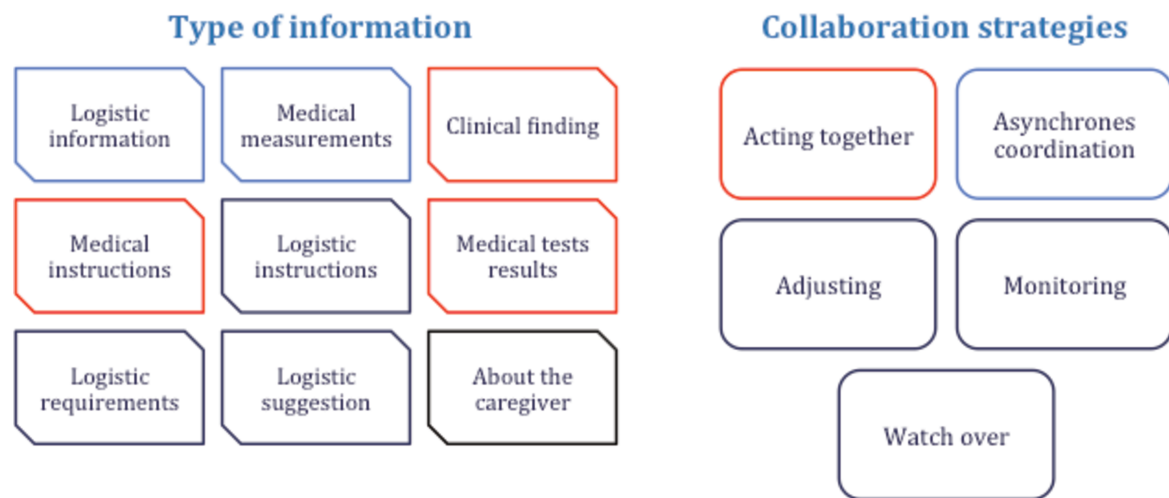 Type of information
Logistic
information
Medical
measurements
Clinical finding
Medical
instructions
Logistic
instructions
Medical tests
results
Logistic
requirements
Logistic
suggestion
About the
caregiver
Collaboration strategies
Acting together
Asynchrones
coordination
Adjusting
Monitoring
Watch over